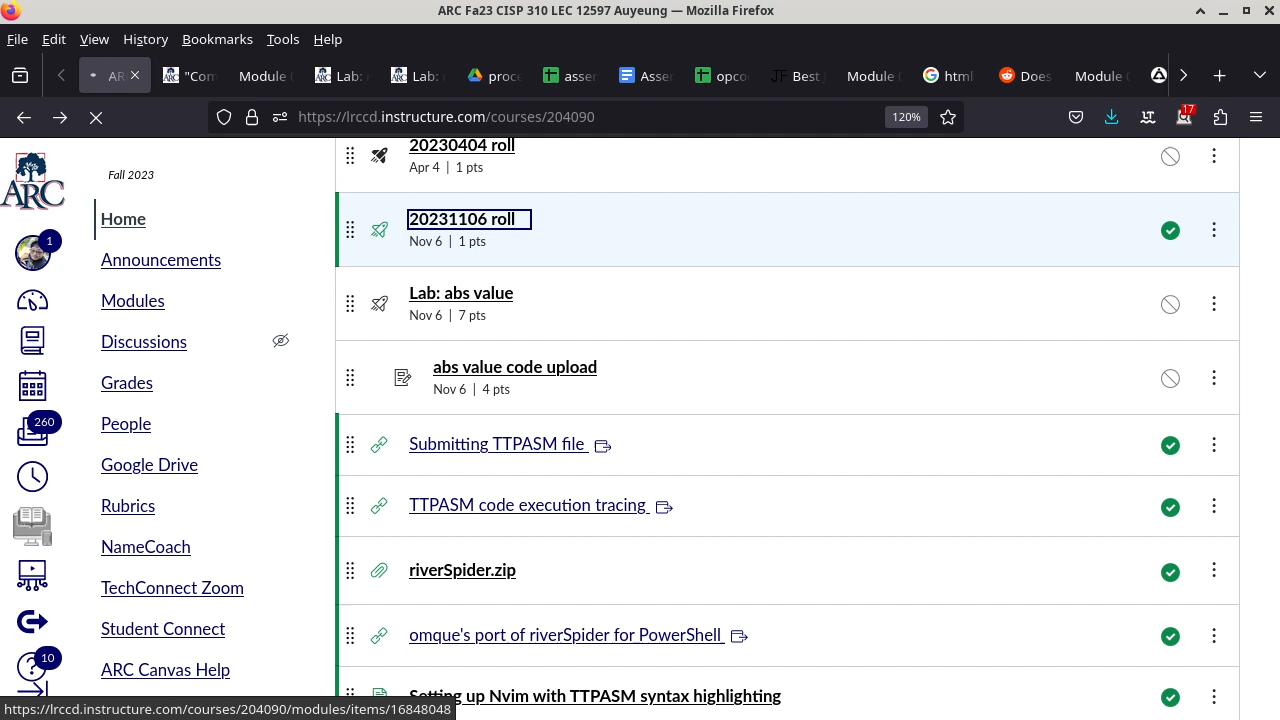 ARC Fa23 CISP 310 LEC 12597 Auyeung — Mozilla Firefox
File Edit View History Bookmarks Tools Help
AR "Com Module Lab: Lab: proce asser Asser opco Best Module html Does Module
https://lrccd.instructure.com/courses/204090 120% 17
ARC
Fall 2023
Home
Announcements
Modules
Discussions
Grades
People
Google Drive
Rubrics
NameCoach
TechConnect Zoom
Student Connect
ARC Canvas Help
1
260
10
20230404 roll
Apr 4 | 1 pts
20231106 roll
Nov 6 | 1 pts
Lab: abs value
Nov 6 | 7 pts
abs value code upload
Nov 6 | 4 pts
Submitting TTPASM file
TTPASM code execution tracing
riverSpider.zip
omque's port of riverSpider for PowerShell
Setting up Nvim with TTPASM syntax highlighting
https://lrccd.instructure.com/courses/204090/modules/items/16848048